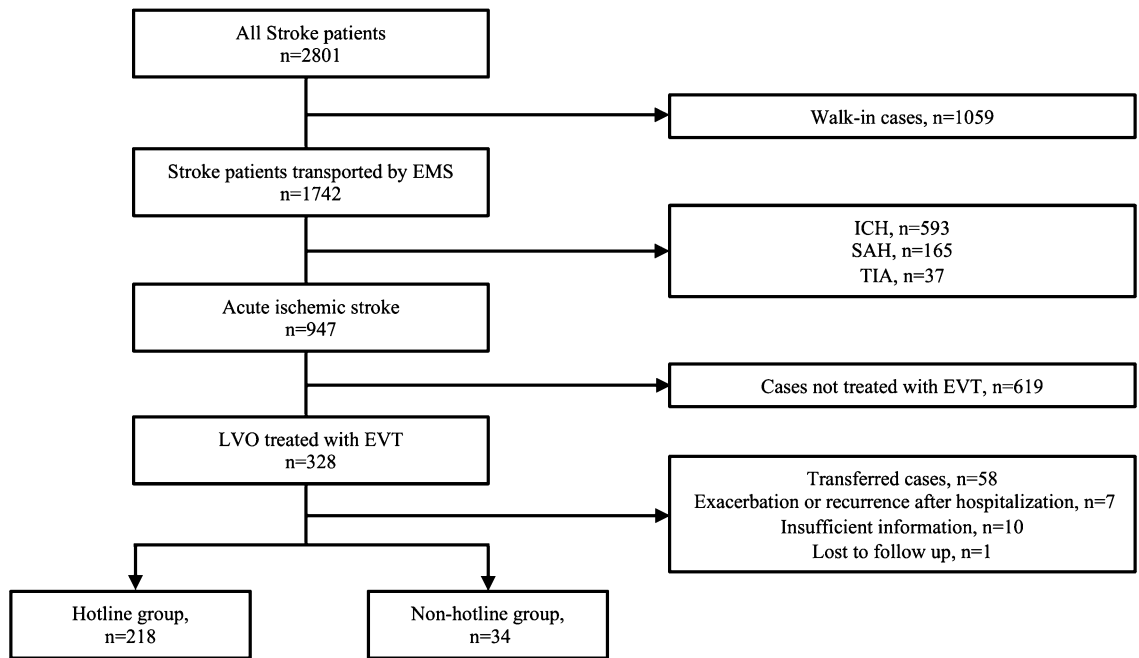 All Stroke patients
n=2801
Walk-in cases, n=1059
Stroke patients transported by EMS
n=1742
ICH, n=593
SAH, n=165
TIA, n=37
Acute ischemic stroke
n=947
Cases not treated with EVT, n=619
LVO treated with EVT
n=328
Transferred cases, n=58
Exacerbation or recurrence after hospitalization, n=7
Insufficient information, n=10
Lost to follow up, n=1
Hotline group,
n=218
Non-hotline group,
n=34